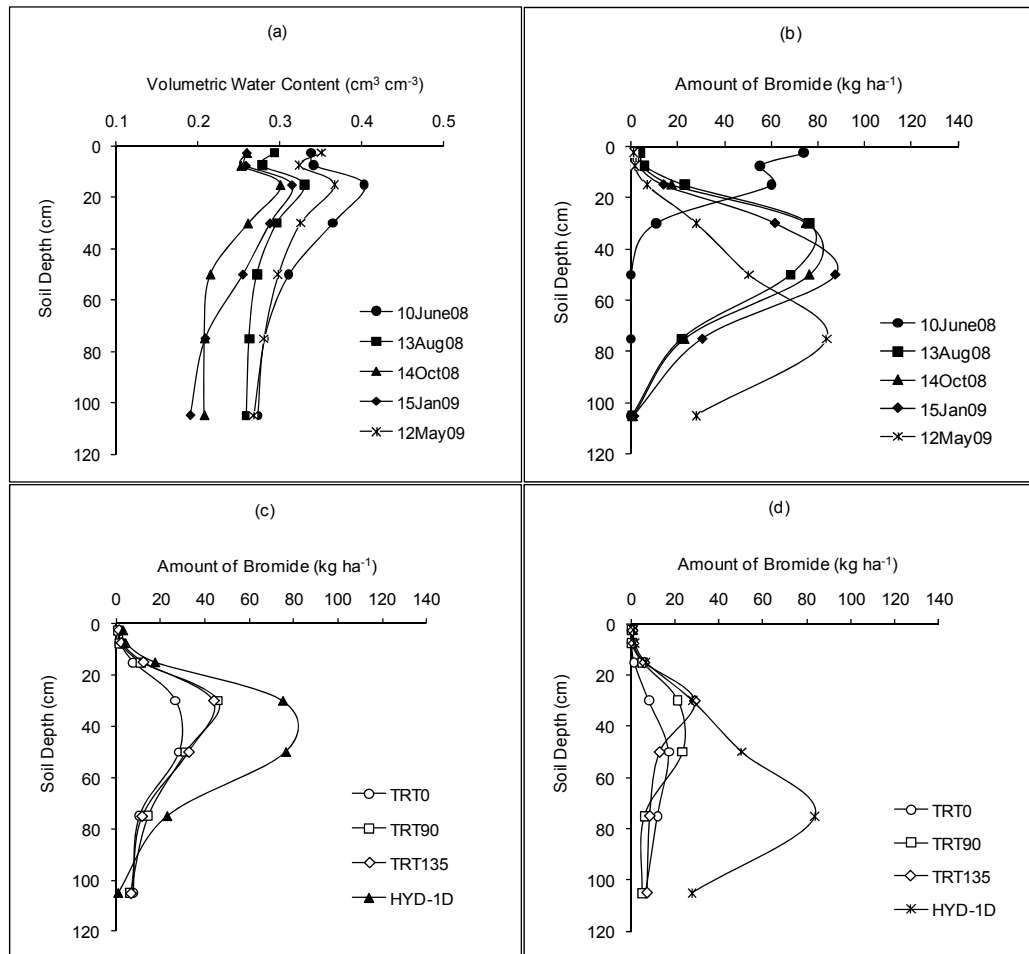 (a)
Volumetric Water Content (cm³ cm⁻³)
0.1 0.2 0.3 0.4 0.5
0
20
40
60
80
100
120
Soil Depth (cm)
10June08
13Aug08
14Oct08
15Jan09
12May09
(b)
Amount of Bromide (kg ha⁻¹)
0 20 40 60 80 100 120 140
0
20
40
60
80
100
120
Soil Depth (cm)
10June08
13Aug08
14Oct08
15Jan09
12May09
(c)
Amount of Bromide (kg ha⁻¹)
0 20 40 60 80 100 120 140
0
20
40
60
80
100
120
Soil Depth (cm)
TRT0
TRT90
TRT135
HYD-1D
(d)
Amount of Bromide (kg ha⁻¹)
0 20 40 60 80 100 120 140
0
20
40
60
80
100
120
Soil Depth (cm)
TRT0
TRT90
TRT135
HYD-1D